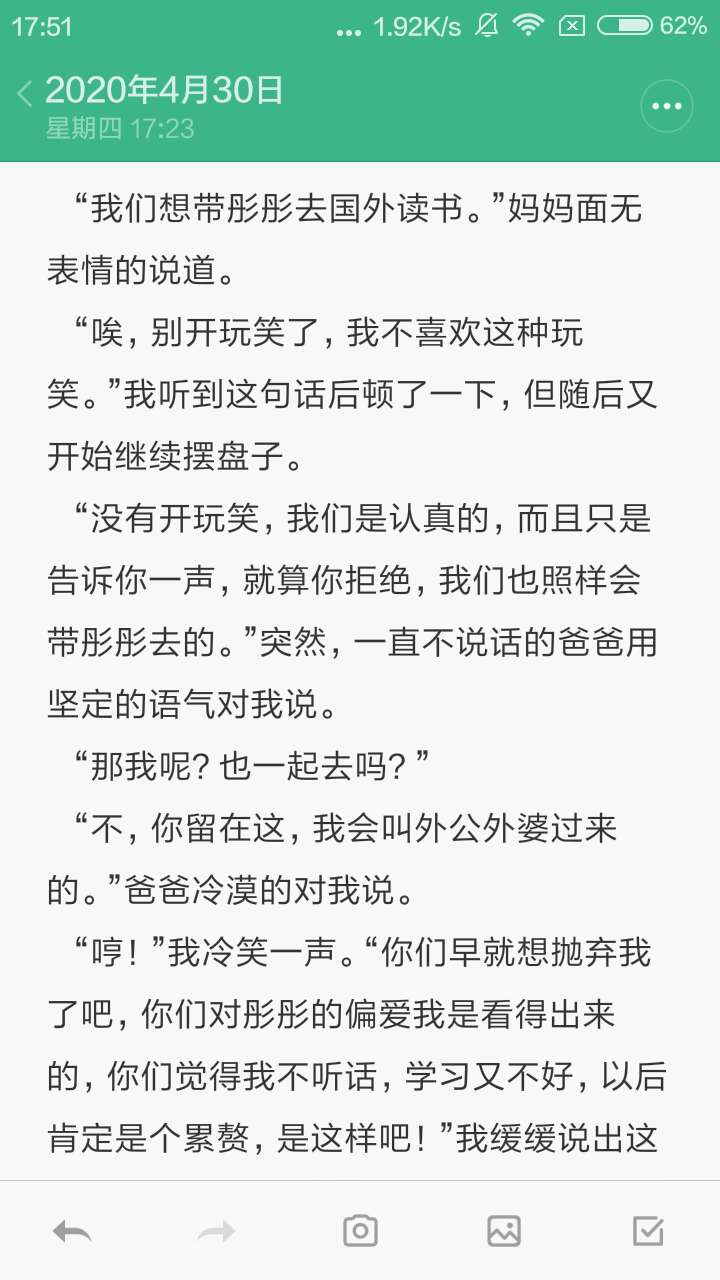 17:51 ... 1.92K/s 62%
2020年4月30日
星期四 17:23
“我们想带彤彤去国外读书。”妈妈面无
表情的说道。
“唉，别开玩笑了，我不喜欢这种玩
笑。”我听到这句话后顿了一下，但随后又
开始继续摆盘子。
“没有开玩笑，我们是认真的，而且只是
告诉你一声，就算你拒绝，我们也照样会
带彤彤去的。”突然，一直不说话的爸爸用
坚定的语气对我说。
“那我呢？也一起去吗？”
“不，你留在这，我会叫外公外婆过来
的。”爸爸冷漠的对我说。
“哼！”我冷笑一声。“你们早就想抛弃我
了吧，你们对彤彤的偏爱我是看得出来
的，你们觉得我不听话，学习又不好，以后
肯定是个累赘，是这样吧！”我缓缓说出这